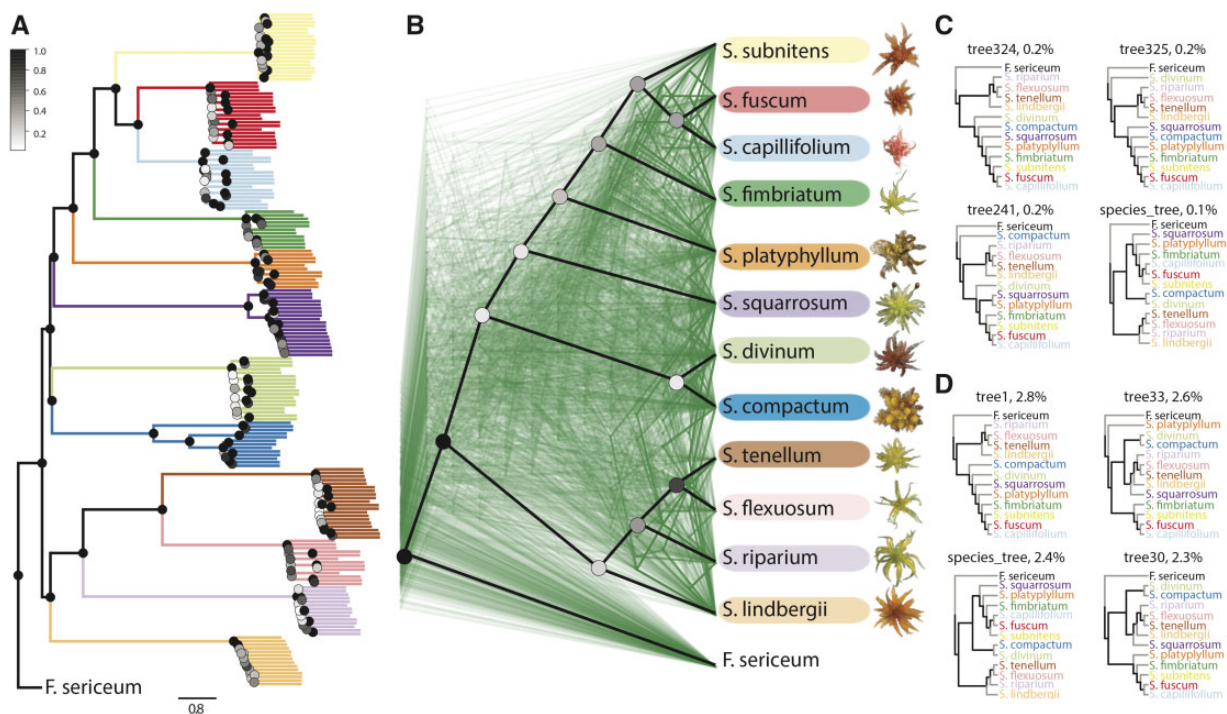 A
1.0
0.8
0.6
0.4
0.2
F. sericeum
0.8
B
S. subnitens
S. fuscum
S. capillifolium
S. fimbriatum
S. platyphyllum
S. squarrosum
S. divinum
S. compactum
S. tenellum
S. flexuosum
S. riparium
S. lindbergii
F. sericeum
C
tree324, 0.2%
F. sericeum
S. riparium
S. flexuosum
S. tenellum
S. lindbergii
S. divinum
S. compactum
S. squarrosum
S. platyphyllum
S. fimbriatum
S. subnitens
S. fuscum
S. capillifolium
tree325, 0.2%
F. sericeum
S. divinum
S. riparium
S. flexuosum
S. tenellum
S. lindbergii
S. squarrosum
S. compactum
S. platyphyllum
S. fimbriatum
S. subnitens
S. fuscum
S. capillifolium
tree241, 0.2%
F. sericeum
S. compactum
S. riparium
S. flexuosum
S. tenellum
S. lindbergii
S. divinum
S. squarrosum
S. platyphyllum
S. fimbriatum
S. subnitens
S. fuscum
S. capillifolium
species_tree, 0.1%
F. sericeum
S. squarrosum
S. platyphyllum
S. fimbriatum
S. capillifolium
S. fuscum
S. subnitens
S. compactum
S. divinum
S. tenellum
S. flexuosum
S. riparium
S. lindbergii
D
tree1, 2.8%
F. sericeum
S. riparium
S. flexuosum
S. tenellum
S. lindbergii
S. compactum
S. divinum
S. squarrosum
S. platyphyllum
S. fimbriatum
S. subnitens
S. fuscum
S. capillifolium
tree33, 2.6%
F. sericeum
S. platyphyllum
S. divinum
S. compactum
S. riparium
S. flexuosum
S. tenellum
S. lindbergii
S. squarrosum
S. fimbriatum
S. subnitens
S. fuscum
S. capillifolium
species_tree, 2.4%
F. sericeum
S. squarrosum
S. platyphyllum
S. fimbriatum
S. capillifolium
S. fuscum
S. subnitens
S. compactum
S. divinum
S. tenellum
S. flexuosum
S. riparium
S. lindbergii
tree30, 2.3%
F. sericeum
S. divinum
S. compactum
S. riparium
S. flexuosum
S. tenellum
S. lindbergii
S. squarrosum
S. platyphyllum
S. fimbriatum
S. subnitens
S. fuscum
S. capillifolium